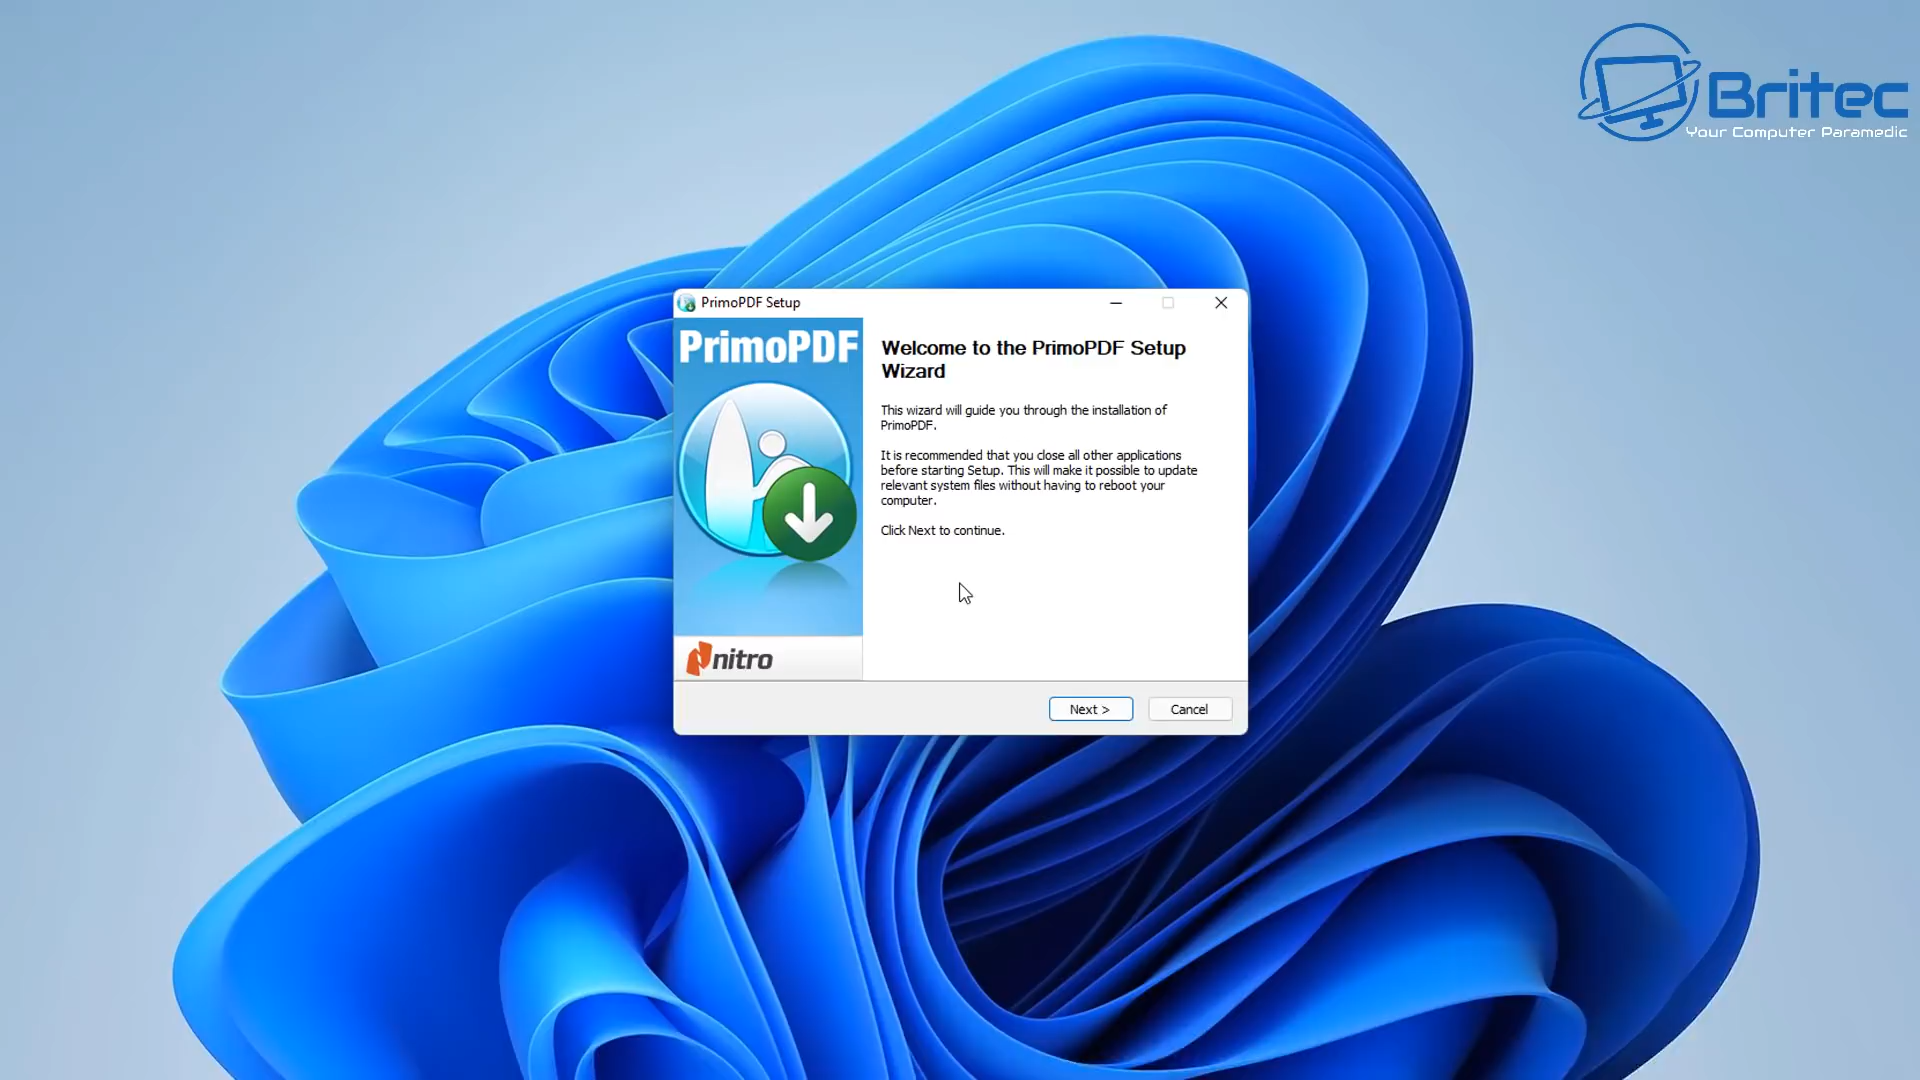 Britec
Your Computer Paramedic
PrimoPDF Setup
PrimoPDF
nitro
Welcome to the PrimoPDF Setup
Wizard
This wizard will guide you through the installation of
PrimoPDF.
It is recommended that you close all other applications
before starting Setup. This will make it possible to update
relevant system files without having to reboot your
computer.
Click Next to continue.
Next >
Cancel